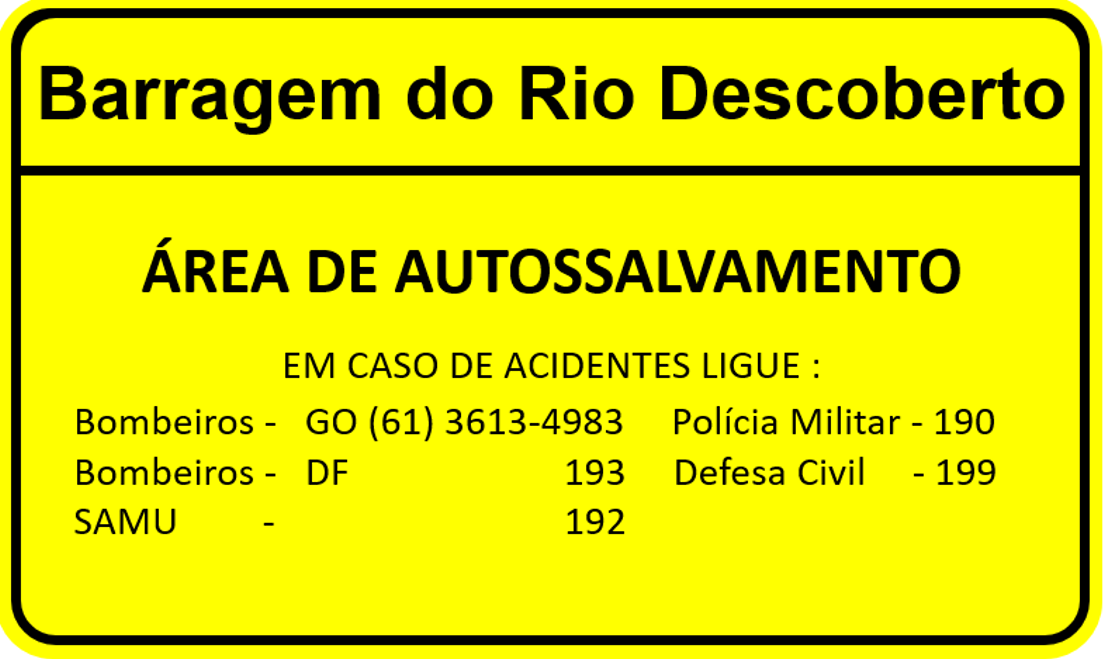 Barragem do Rio Descoberto
ÁREA DE AUTOSSALVAMENTO
EM CASO DE ACIDENTES LIGUE :
Bombeiros - GO (61) 3613-4983 Polícia Militar - 190
Bombeiros - DF 193 Defesa Civil - 199
SAMU - 192